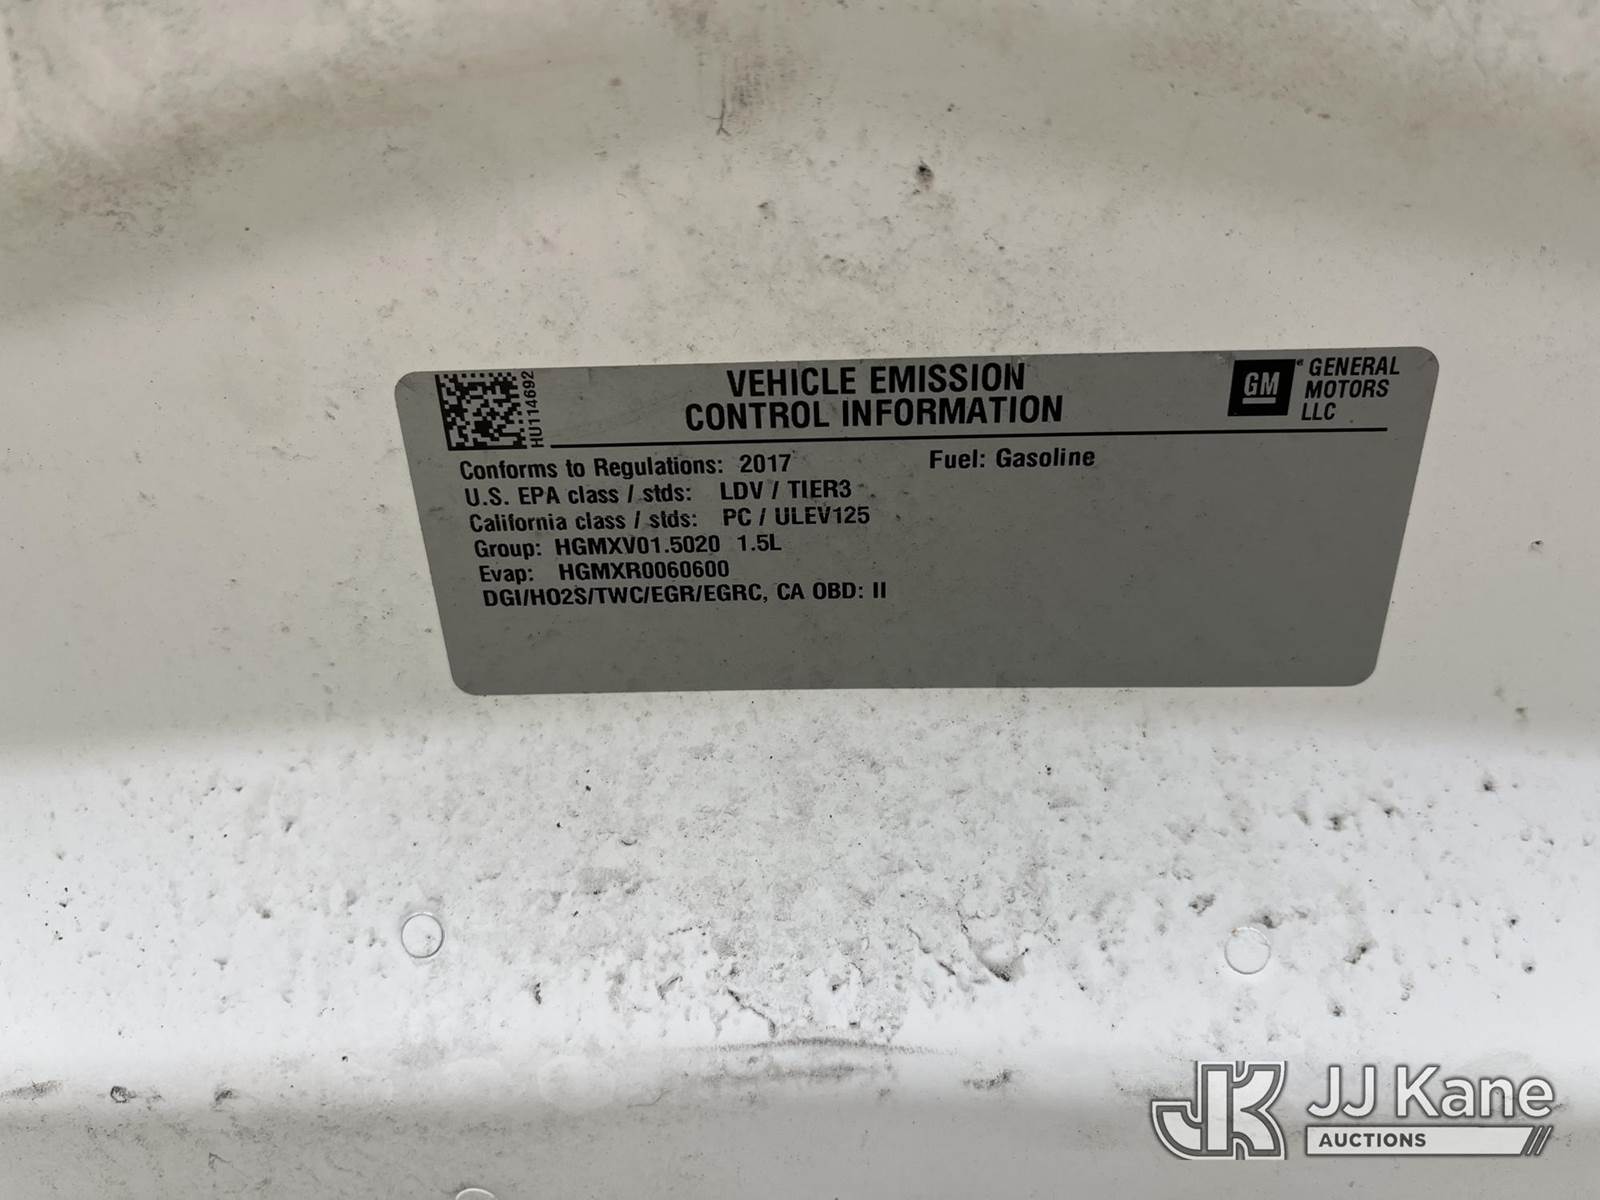 HU114692
VEHICLE EMISSION
CONTROL INFORMATION
GM
GENERAL
MOTORS
LLC
Conforms to Regulations: 2017 Fuel: Gasoline
U.S. EPA class / stds: LDV / TIER3
California class / stds: PC / ULEV125
Group: HGMXV01.5020 1.5L
Evap: HGMXR0060600
DGI/HO2S/TWC/EGR/EGRC, CA OBD: II
JK JJ Kane
AUCTIONS